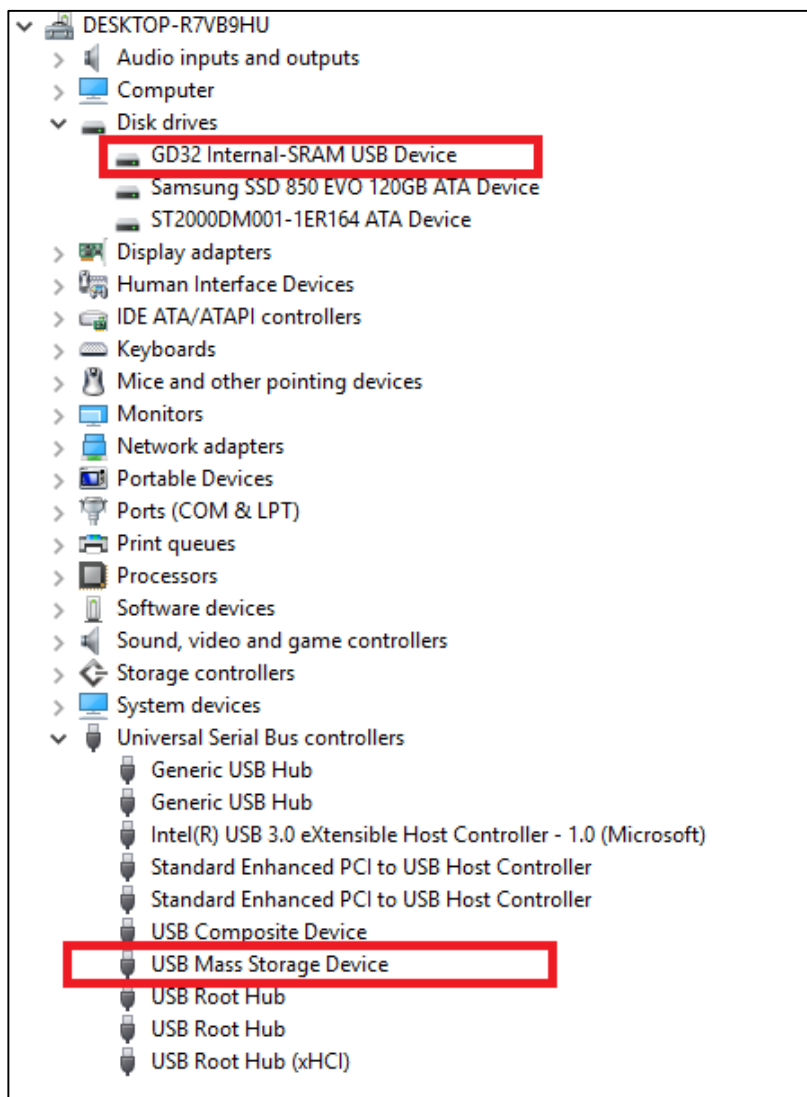 DESKTOP-R7VB9HU
Audio inputs and outputs
Computer
Disk drives
GD32 Internal-SRAM USB Device
Samsung SSD 850 EVO 120GB ATA Device
ST2000DM001-1ER164 ATA Device
Display adapters
Human Interface Devices
IDE ATA/ATAPI controllers
Keyboards
Mice and other pointing devices
Monitors
Network adapters
Portable Devices
Ports (COM & LPT)
Print queues
Processors
Software devices
Sound, video and game controllers
Storage controllers
System devices
Universal Serial Bus controllers
Generic USB Hub
Generic USB Hub
Intel(R) USB 3.0 eXtensible Host Controller - 1.0 (Microsoft)
Standard Enhanced PCI to USB Host Controller
Standard Enhanced PCI to USB Host Controller
USB Composite Device
USB Mass Storage Device
USB Root Hub
USB Root Hub
USB Root Hub (xHCI)